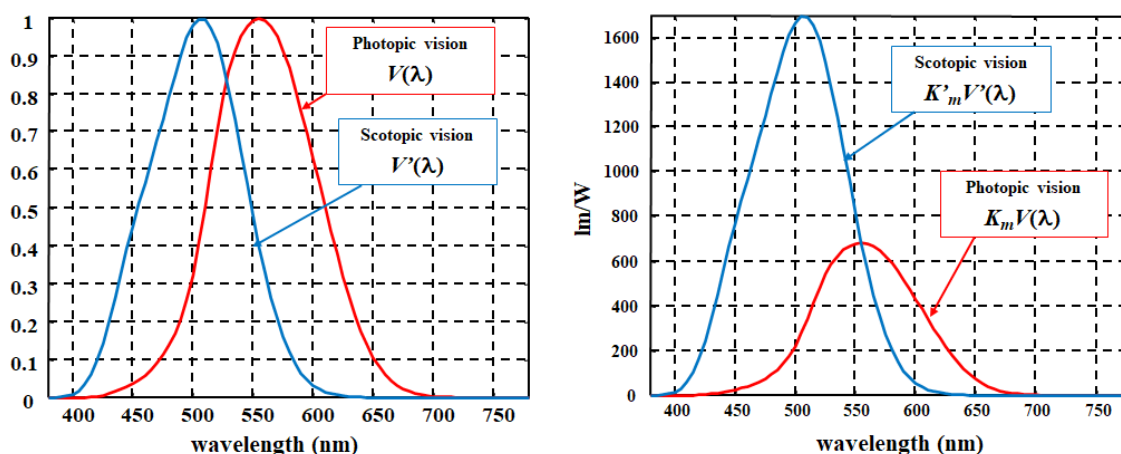 1
0.9
0.8
0.7
0.6
0.5
0.4
0.3
0.2
0.1
0
400 450 500 550 600 650 700 750
wavelength (nm)
Photopic vision
V(λ)
Scotopic vision
V'(λ)
1600
1400
1200
1000
800
600
400
200
0
lm/W
400 450 500 550 600 650 700 750
wavelength (nm)
Scotopic vision
K'mV'(λ)
Photopic vision
KmV(λ)